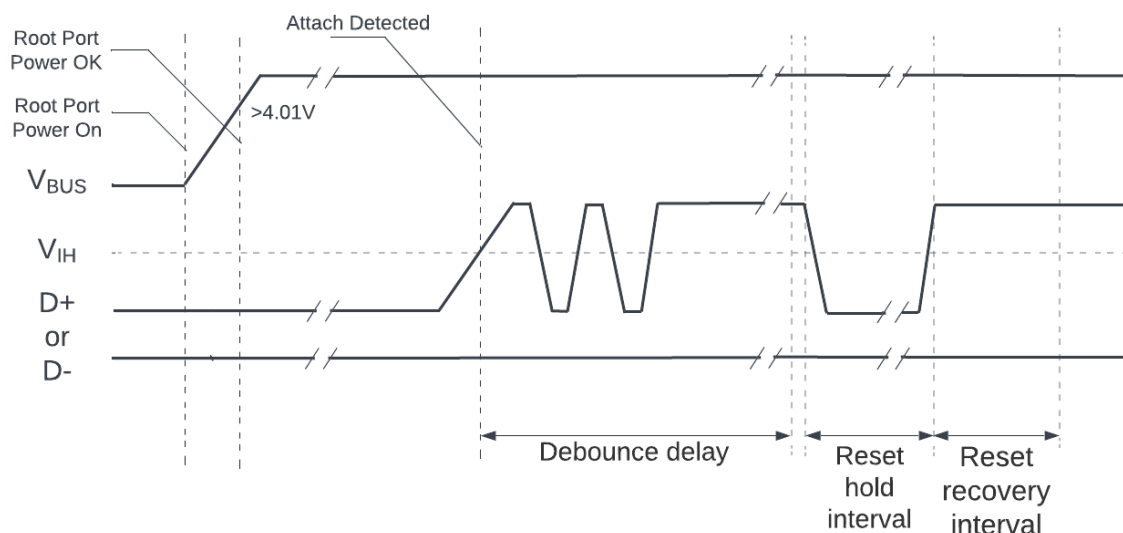 Attach Detected
Root Port
Power OK
Root Port
Power On
>4.01V
VBUS
VIH
D+
or
D-
Debounce delay
Reset
hold
interval
Reset
recovery
interval